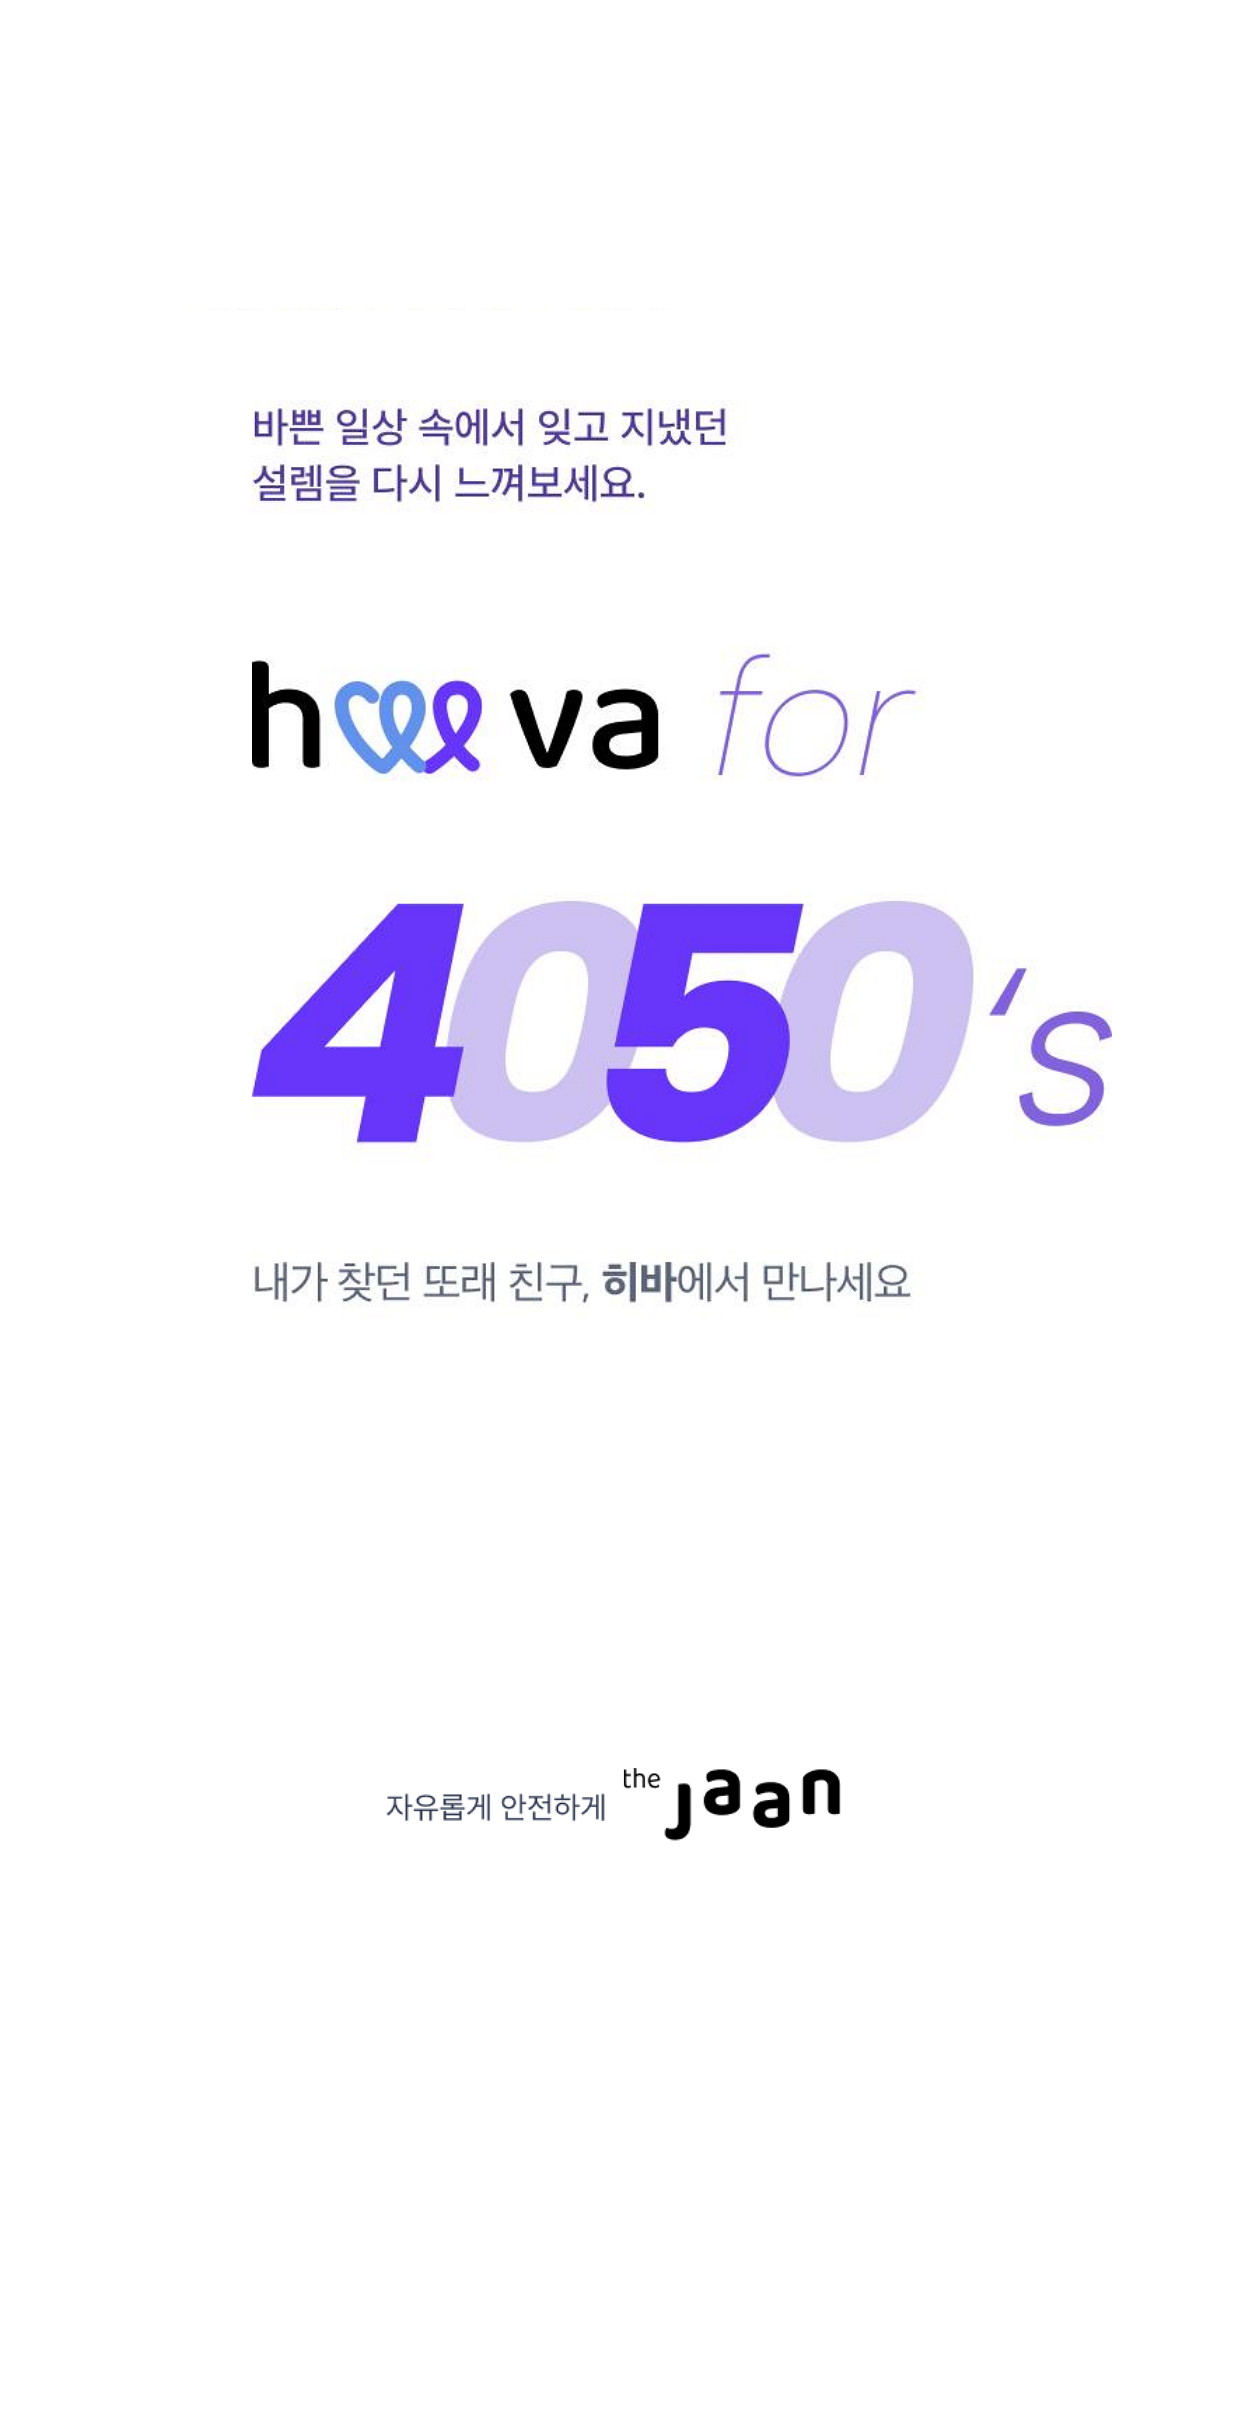 바쁜 일상 속에서 잊고 지냈던
설렘을 다시 느껴보세요.
heeva for
4050's
내가 찾던 또래 친구, 히바에서 만나세요
자유롭게 안전하게 the jaan